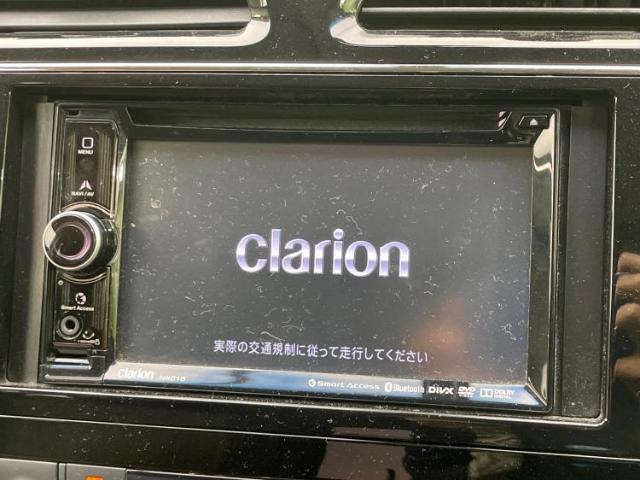 MENU
NAVI/AV
clarion
実際の交通規制に従って走行してください
Smart Access
clarion
Smart Access Bluetooth DIVX DVD DOLBY